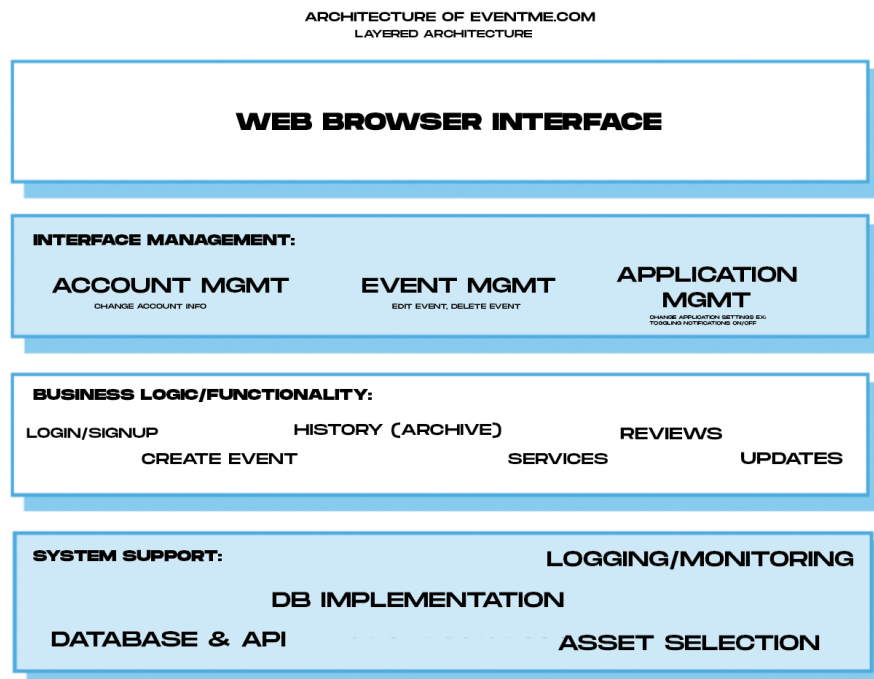 ARCHITECTURE OF EVENTME.COM
LAYERED ARCHITECTURE
WEB BROWSER INTERFACE
INTERFACE MANAGEMENT:
ACCOUNT MGMT
CHANGE ACCOUNT INFO
EVENT MGMT
EDIT EVENT, DELETE EVENT
APPLICATION
MGMT
CHANGE APPLICATION SETTINGS EX:
TOGGLING NOTIFICATIONS ON/OFF
BUSINESS LOGIC/FUNCTIONALITY:
LOGIN/SIGNUP
HISTORY (ARCHIVE)
REVIEWS
CREATE EVENT
SERVICES
UPDATES
SYSTEM SUPPORT:
LOGGING/MONITORING
DB IMPLEMENTATION
DATABASE & API
ASSET SELECTION